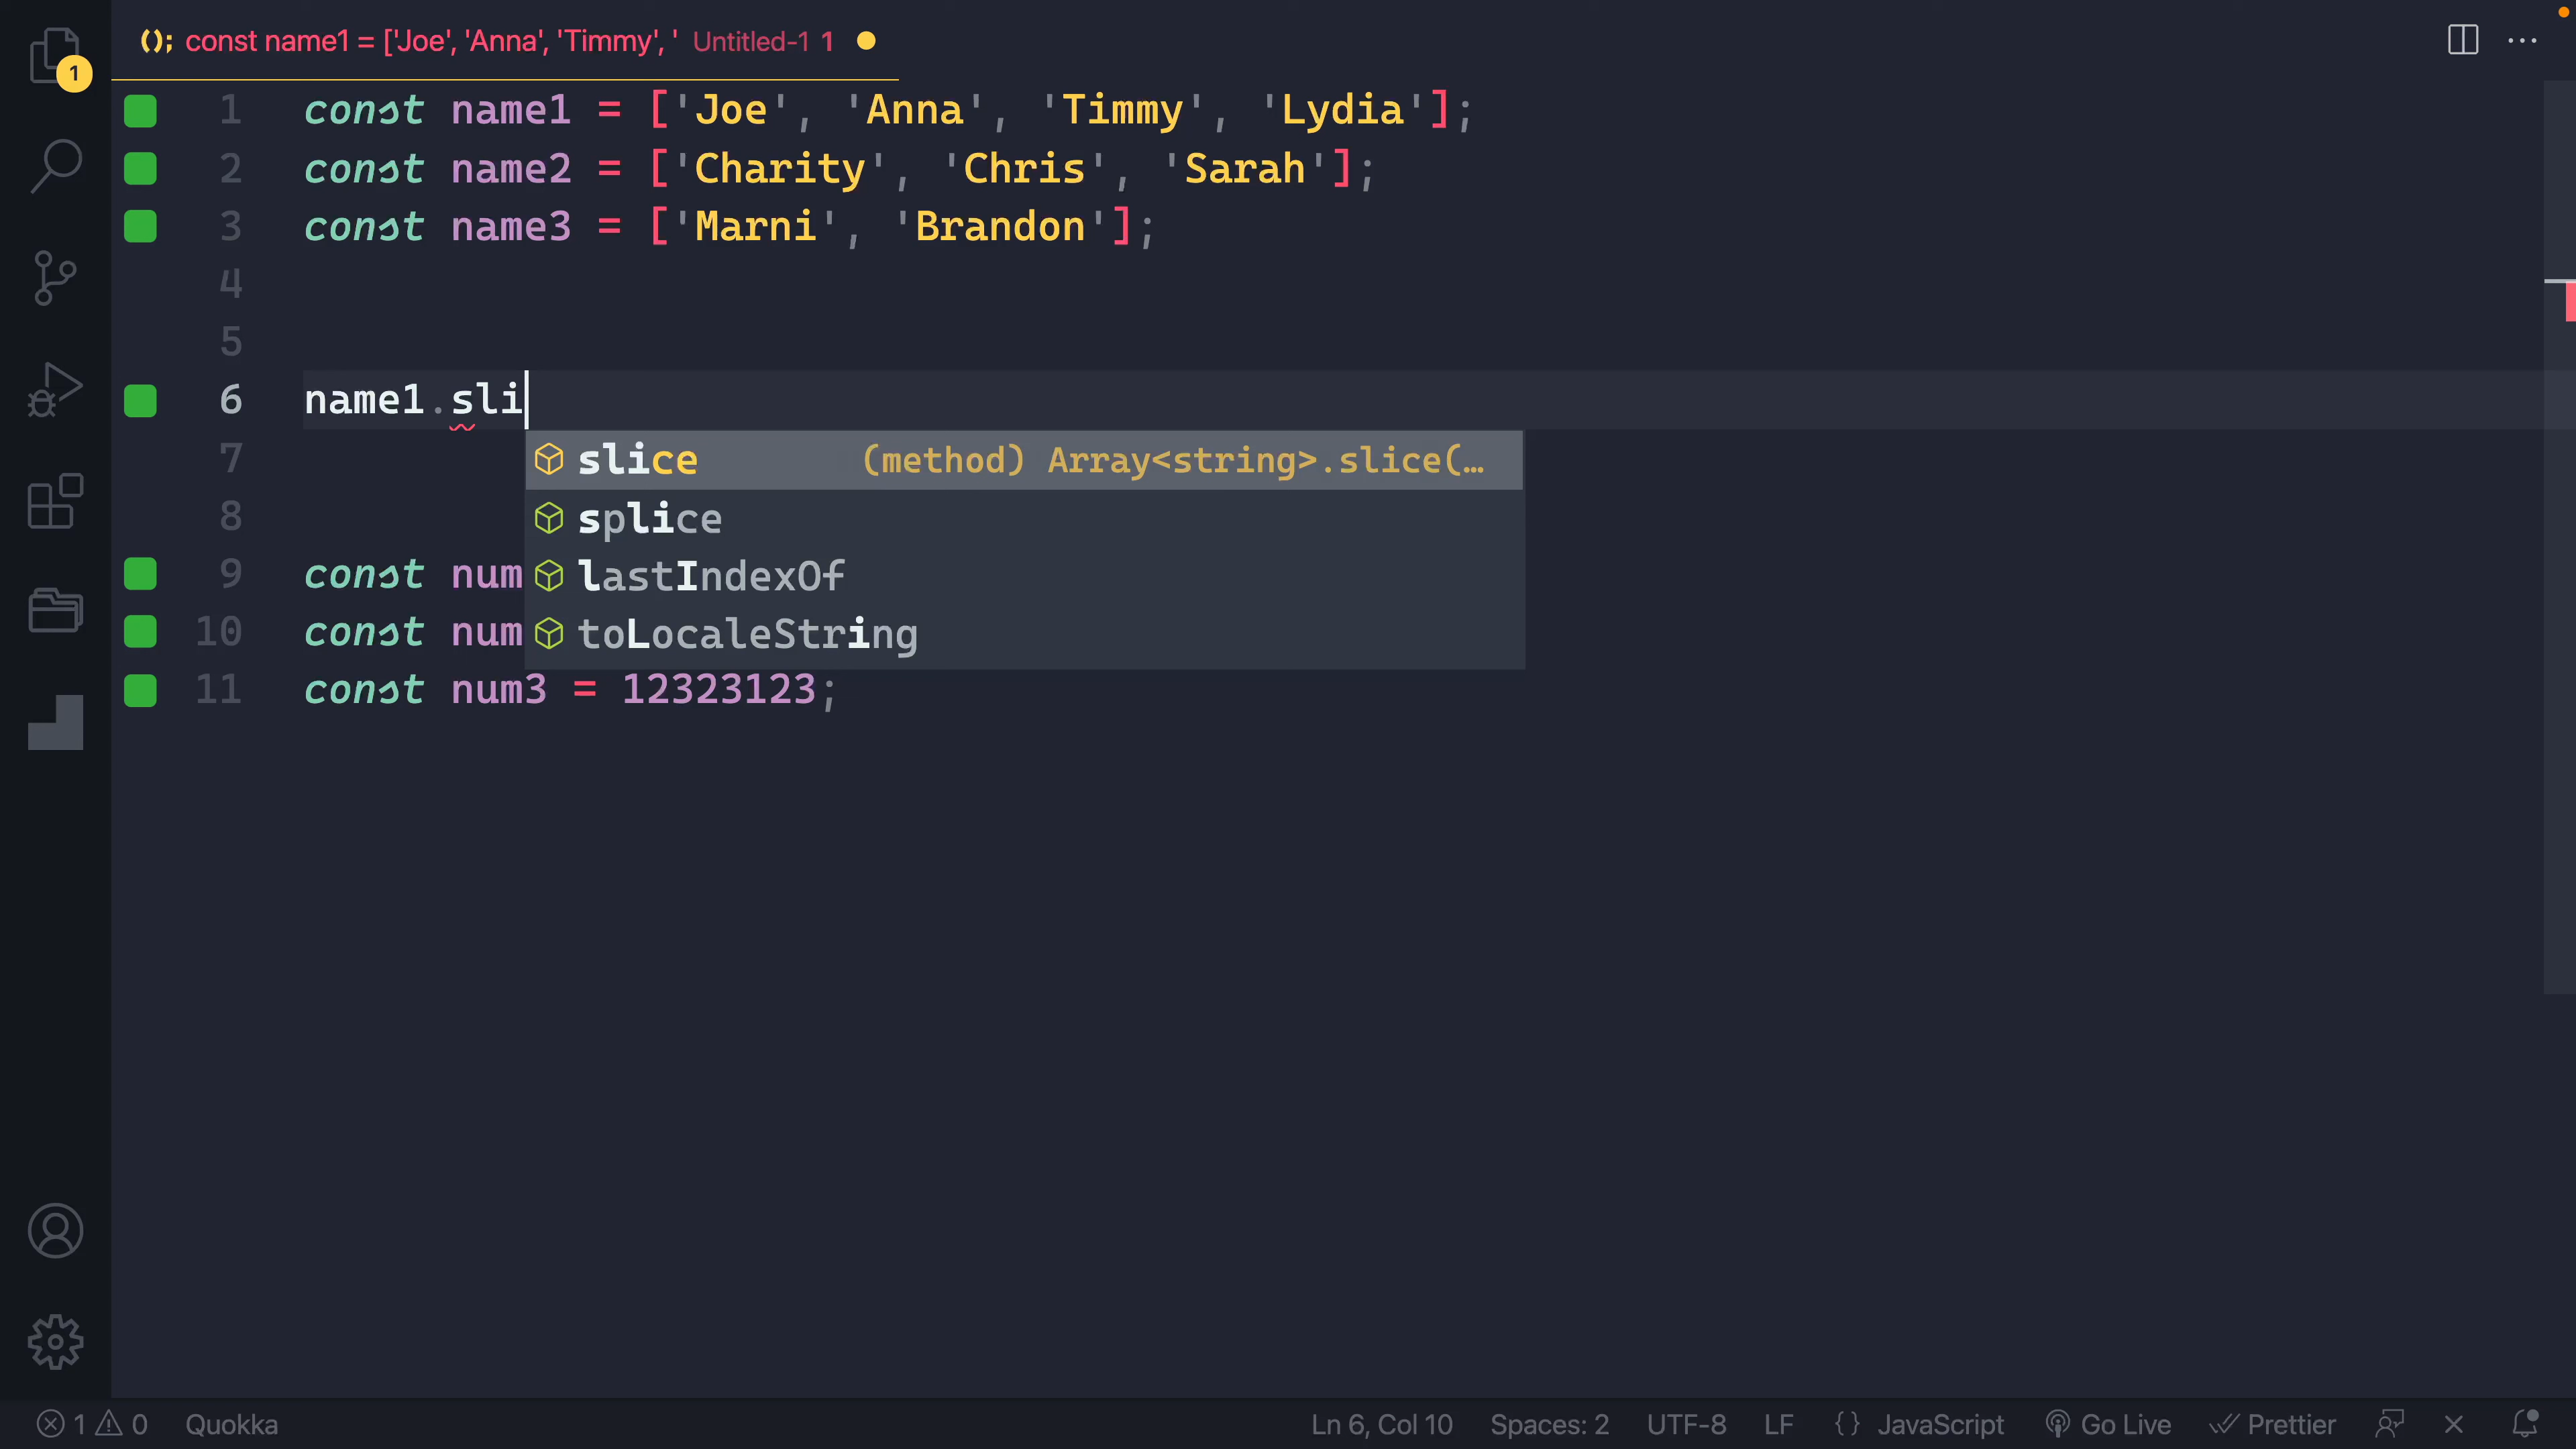 const name1 = ['Joe', 'Anna', 'Timmy', ' Untitled-1 1
1
1 const name1 = ['Joe', 'Anna', 'Timmy', 'Lydia'];
2 const name2 = ['Charity', 'Chris', 'Sarah'];
3 const name3 = ['Marni', 'Brandon'];
4
5
6 name1.sli
7 slice (method) Array<string>.slice(…
8 splice
9 const num lastIndexOf
10 const num toLocaleString
11 const num3 = 12323123;
1 0 Quokka Ln 6, Col 10 Spaces: 2 UTF-8 LF {} JavaScript Go Live Prettier